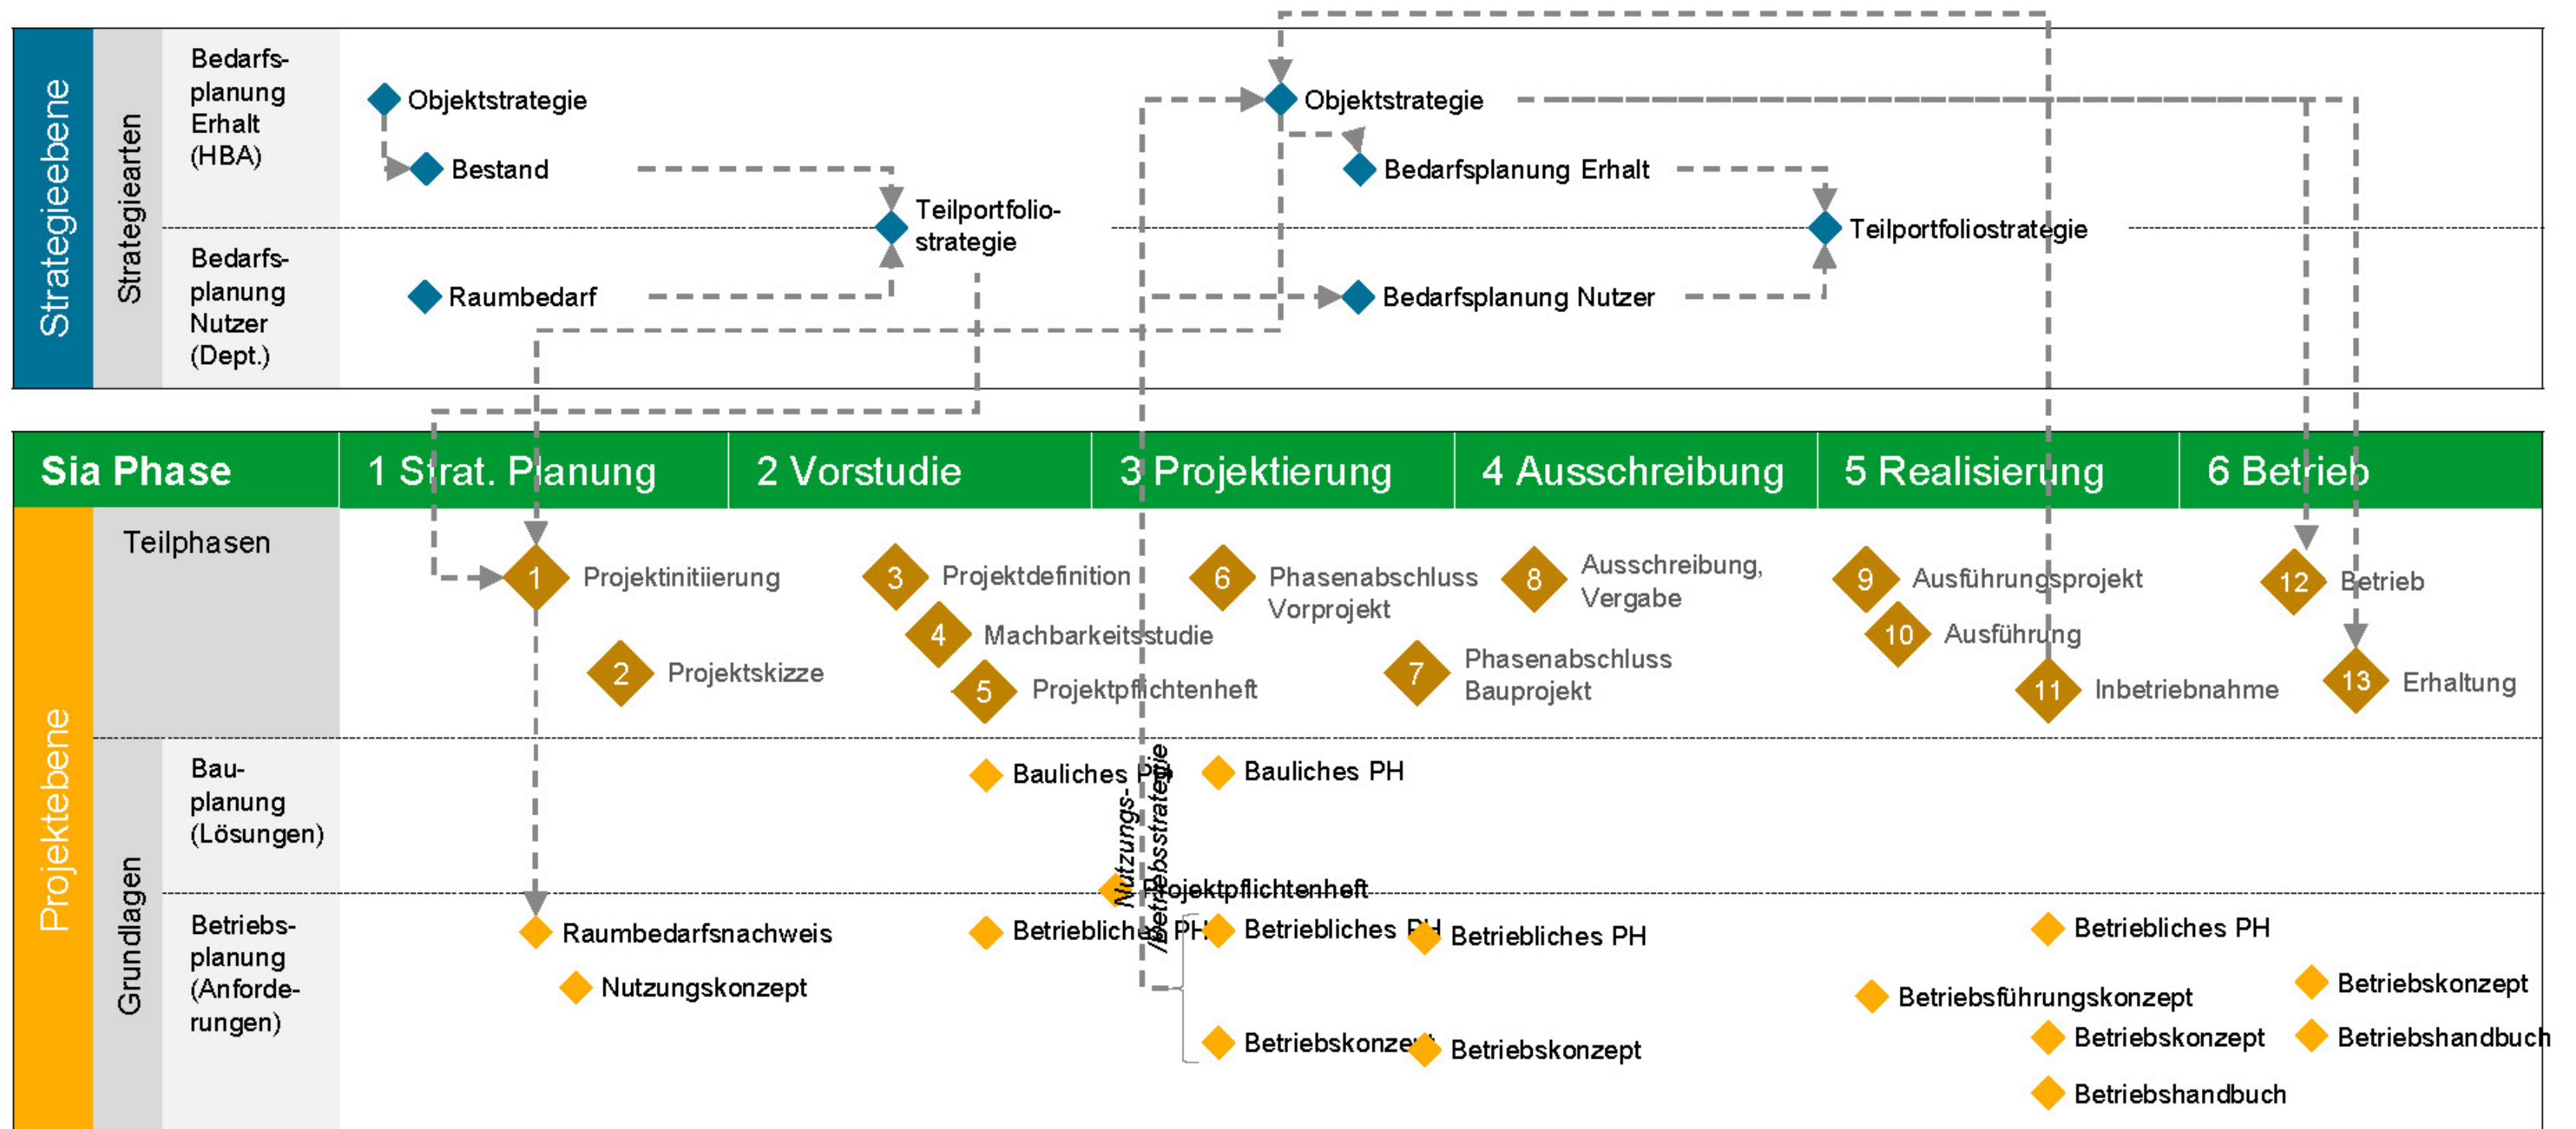 Strategieebene
Strategiearten
Bedarfs-
planung
Erhalt
(HBA)
Objektstrategie
Bestand
Objektstrategie
Bedarfsplanung Erhalt
Teilportfolio-
strategie
Teilportfoliostrategie
Bedarfs-
planung
Nutzer
(Dept.)
Raumbedarf
Bedarfsplanung Nutzer
Sia Phase
1 Strat. Planung
2 Vorstudie
3 Projektierung
4 Ausschreibung
5 Realisierung
6 Betrieb
Projektebene
Teilphasen
1 Projektinitiierung
2 Projektskizze
3 Projektdefinition
4 Machbarkeitsstudie
5 Projektpflichtenheft
6 Phasenabschluss
Vorprojekt
7 Phasenabschluss
Bauprojekt
8 Ausschreibung,
Vergabe
9 Ausführungsprojekt
10 Ausführung
11 Inbetriebnahme
12 Betrieb
13 Erhaltung
Grundlagen
Bau-
planung
(Lösungen)
Bauliches PH
Bauliches PH
Nutzungs-
/Betriebsstrategie
Projektpflichtenheft
Betriebs-
planung
(Anforde-
rungen)
Raumbedarfsnachweis
Nutzungskonzept
Betriebliches PH
Betriebliches PH
Betriebliches PH
Betriebskonzept
Betriebskonzept
Betriebliches PH
Betriebsführungskonzept
Betriebskonzept
Betriebshandbuch
Betriebskonzept
Betriebshandbuch